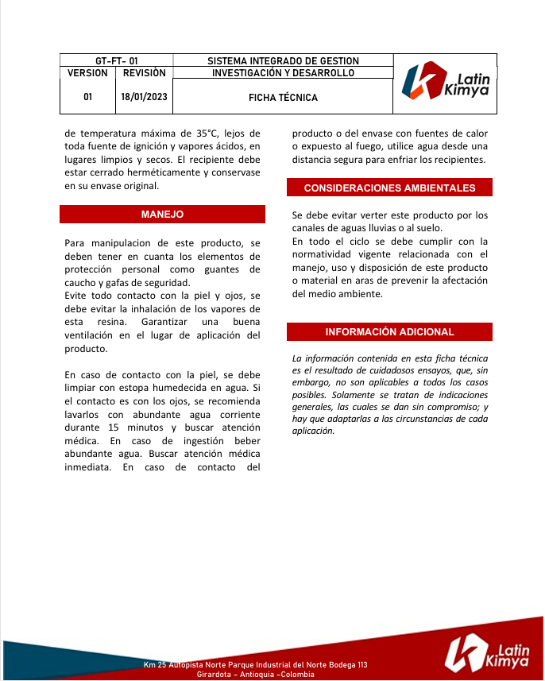 GT-FT- 01
SISTEMA INTEGRADO DE GESTION
VERSION
REVISIÓN
INVESTIGACIÓN Y DESARROLLO
01
18/01/2023
FICHA TÉCNICA
Latin
Kimya
de temperatura máxima de 35°C, lejos de
toda fuente de ignición y vapores ácidos, en
lugares limpios y secos. El recipiente debe
estar cerrado herméticamente y conservase
en su envase original.
MANEJO
Para manipulacion de este producto, se
deben tener en cuanta los elementos de
protección personal como guantes de
caucho y gafas de seguridad.
Evite todo contacto con la piel y ojos, se
debe evitar la inhalación de los vapores de
esta resina. Garantizar una buena
ventilación en el lugar de aplicación del
producto.
En caso de contacto con la piel, se debe
limpiar con estopa humedecida en agua. Si
el contacto es con los ojos, se recomienda
lavarlos con abundante agua corriente
durante 15 minutos y buscar atención
médica. En caso de ingestión beber
abundante agua. Buscar atención médica
inmediata. En caso de contacto del
producto o del envase con fuentes de calor
o expuesto al fuego, utilice agua desde una
distancia segura para enfriar los recipientes.
CONSIDERACIONES AMBIENTALES
Se debe evitar verter este producto por los
canales de aguas lluvias o al suelo.
En todo el ciclo se debe cumplir con la
normatividad vigente relacionada con el
manejo, uso y disposición de este producto
o material en aras de prevenir la afectación
del medio ambiente.
INFORMACIÓN ADICIONAL
La información contenida en esta ficha técnica
es el resultado de cuidadosos ensayos, que, sin
embargo, no son aplicables a todos los casos
posibles. Solamente se tratan de indicaciones
generales, las cuales se dan sin compromiso; y
hay que adaptarlas a las circunstancias de cada
aplicación.
Km 25 Autopista Norte Parque Industrial del Norte Bodega 113
Girardota - Antioquia -Colombia
Latin
Kimya